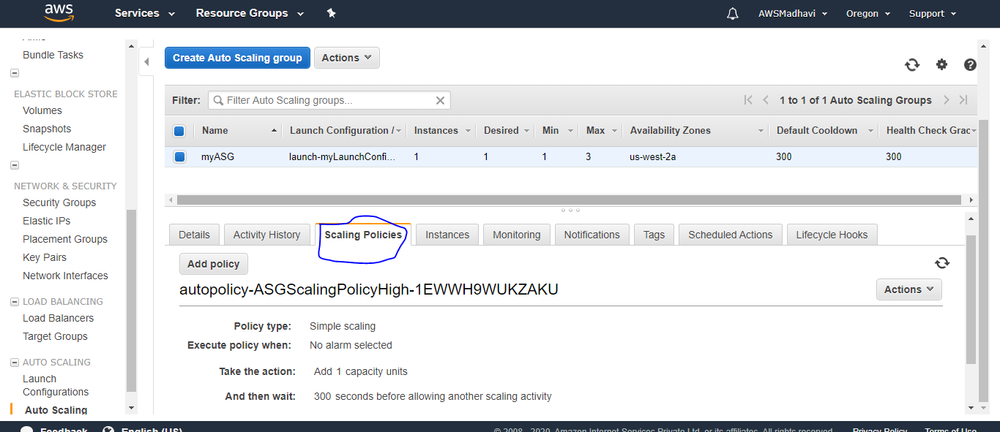 aws
Services
Resource Groups
AWSMadhavi
Oregon
Support
Bundle Tasks
ELASTIC BLOCK STORE
Volumes
Snapshots
Lifecycle Manager
NETWORK & SECURITY
Security Groups
Elastic IPs
Placement Groups
Key Pairs
Network Interfaces
LOAD BALANCING
Load Balancers
Target Groups
AUTO SCALING
Launch
Configurations
Auto Scaling
Create Auto Scaling group
Actions
Filter: Filter Auto Scaling groups...
1 to 1 of 1 Auto Scaling Groups
Name Launch Configuration / Instances Desired Min Max Availability Zones Default Cooldown Health Check Grac
myASG launch-myLaunchConfi... 1 1 1 3 us-west-2a 300 300
Details Activity History Scaling Policies Instances Monitoring Notifications Tags Scheduled Actions Lifecycle Hooks
Add policy
autopolicy-ASGScalingPolicyHigh-1EWWH9WUKZAKU
Actions
Policy type: Simple scaling
Execute policy when: No alarm selected
Take the action: Add 1 capacity units
And then wait: 300 seconds before allowing another scaling activity
Feedback English (US) © 2008 - 2020, Amazon Internet Services Private Ltd. or its affiliates. All rights reserved. Privacy Policy Terms of Use